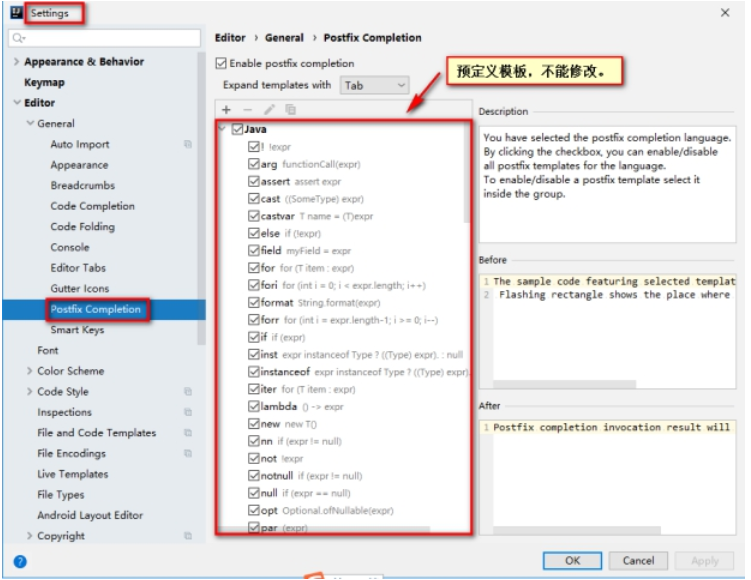 Settings
Appearance & Behavior
Keymap
Editor
General
Auto Import
Appearance
Breadcrumbs
Code Completion
Code Folding
Console
Editor Tabs
Gutter Icons
Postfix Completion
Smart Keys
Font
Color Scheme
Code Style
Inspections
File and Code Templates
File Encodings
Live Templates
File Types
Android Layout Editor
Copyright
Editor › General › Postfix Completion
Enable postfix completion
Expand templates with Tab
预定义模板，不能修改。
Java
! !expr
arg functionCall(expr)
assert assert expr
cast ((SomeType) expr)
castvar T name = (T)expr
else if (!expr)
field myField = expr
for for (T item : expr)
fori for (int i = 0; i < expr.length; i++)
format String.format(expr)
forr for (int i = expr.length-1; i >= 0; i--)
if if (expr)
inst expr instanceof Type ? ((Type) expr). : null
instanceof expr instanceof Type ? ((Type) expr).
iter for (T item : expr)
lambda () -> expr
new new T()
nn if (expr != null)
not !expr
notnull if (expr != null)
null if (expr == null)
opt Optional.ofNullable(expr)
par (expr)
Description
You have selected the postfix completion language.
By clicking the checkbox, you can enable/disable
all postfix templates for the language.
To enable/disable a postfix template select it
inside the group.
Before
1 The sample code featuring selected templat
2 Flashing rectangle shows the place where
After
1 Postfix completion invocation result will
OK Cancel Apply